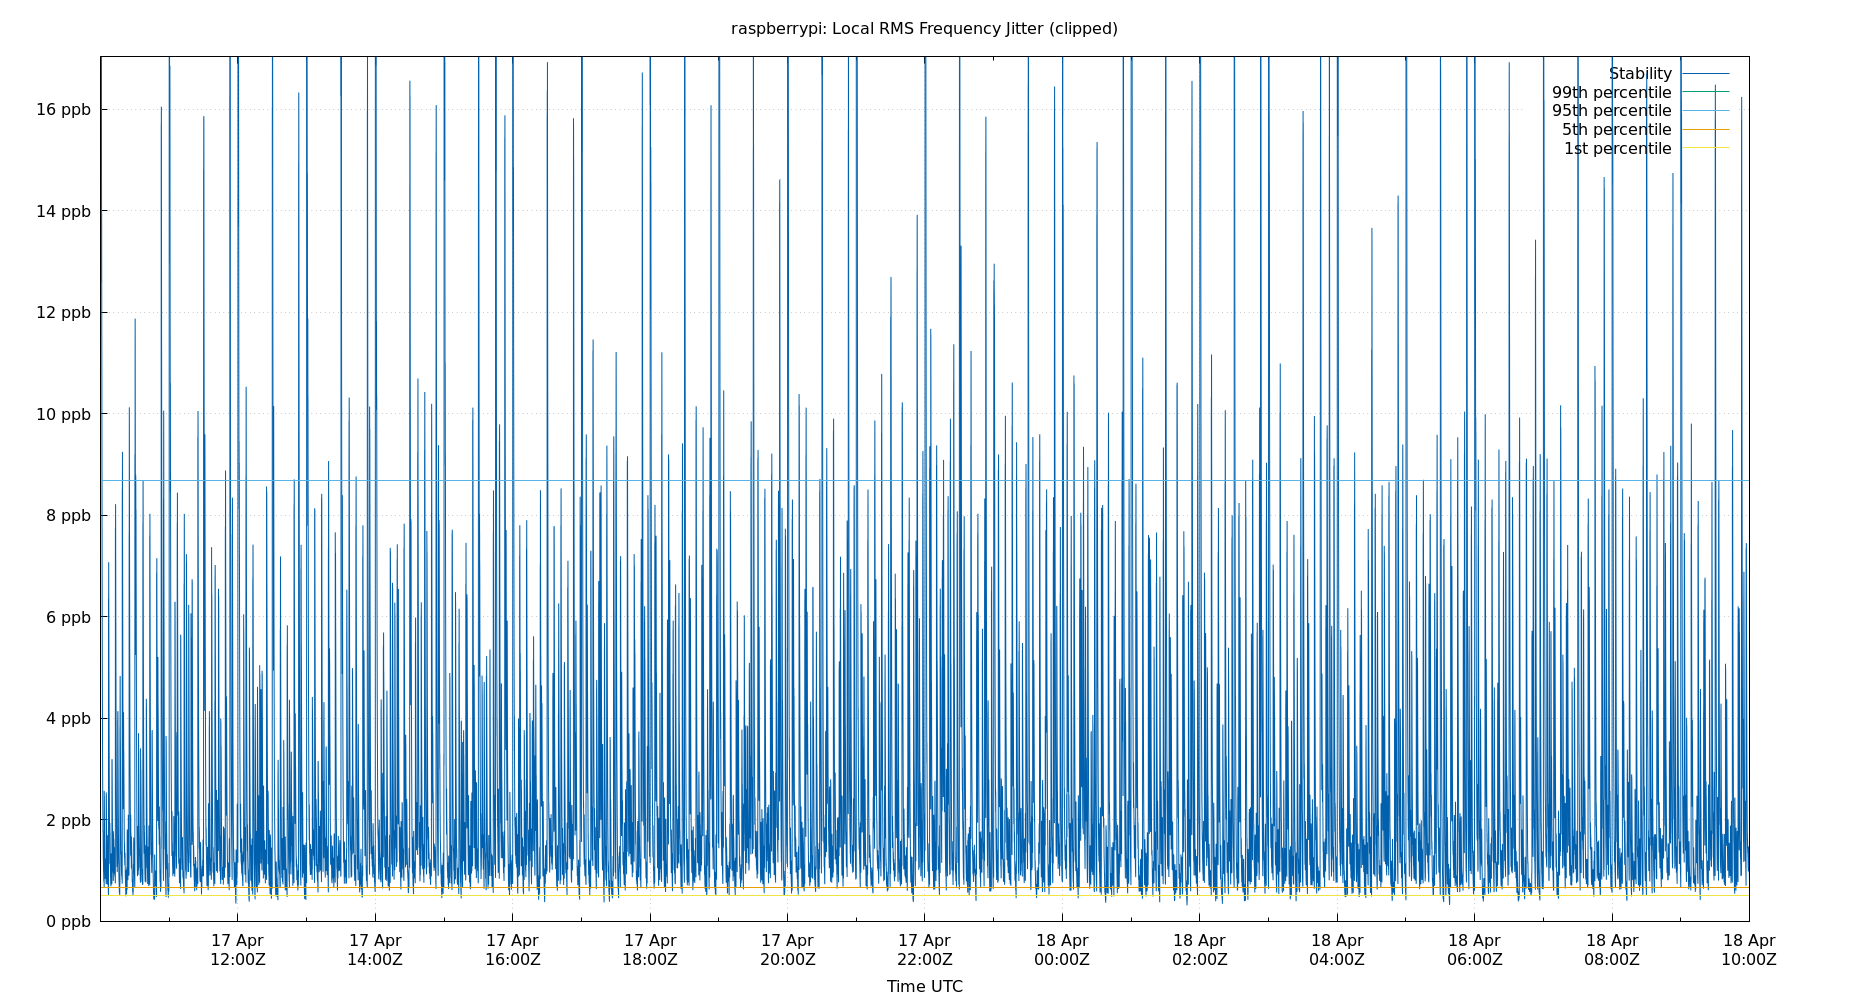 raspberrypi: Local RMS Frequency Jitter (clipped)
Stability
99th percentile
95th percentile
5th percentile
1st percentile
16 ppb
14 ppb
12 ppb
10 ppb
8 ppb
6 ppb
4 ppb
2 ppb
0 ppb
17 Apr 17 Apr 17 Apr 17 Apr 17 Apr 17 Apr 18 Apr 18 Apr 18 Apr 18 Apr 18 Apr 18 Apr
12:00Z 14:00Z 16:00Z 18:00Z 20:00Z 22:00Z 00:00Z 02:00Z 04:00Z 06:00Z 08:00Z 10:00Z
Time UTC